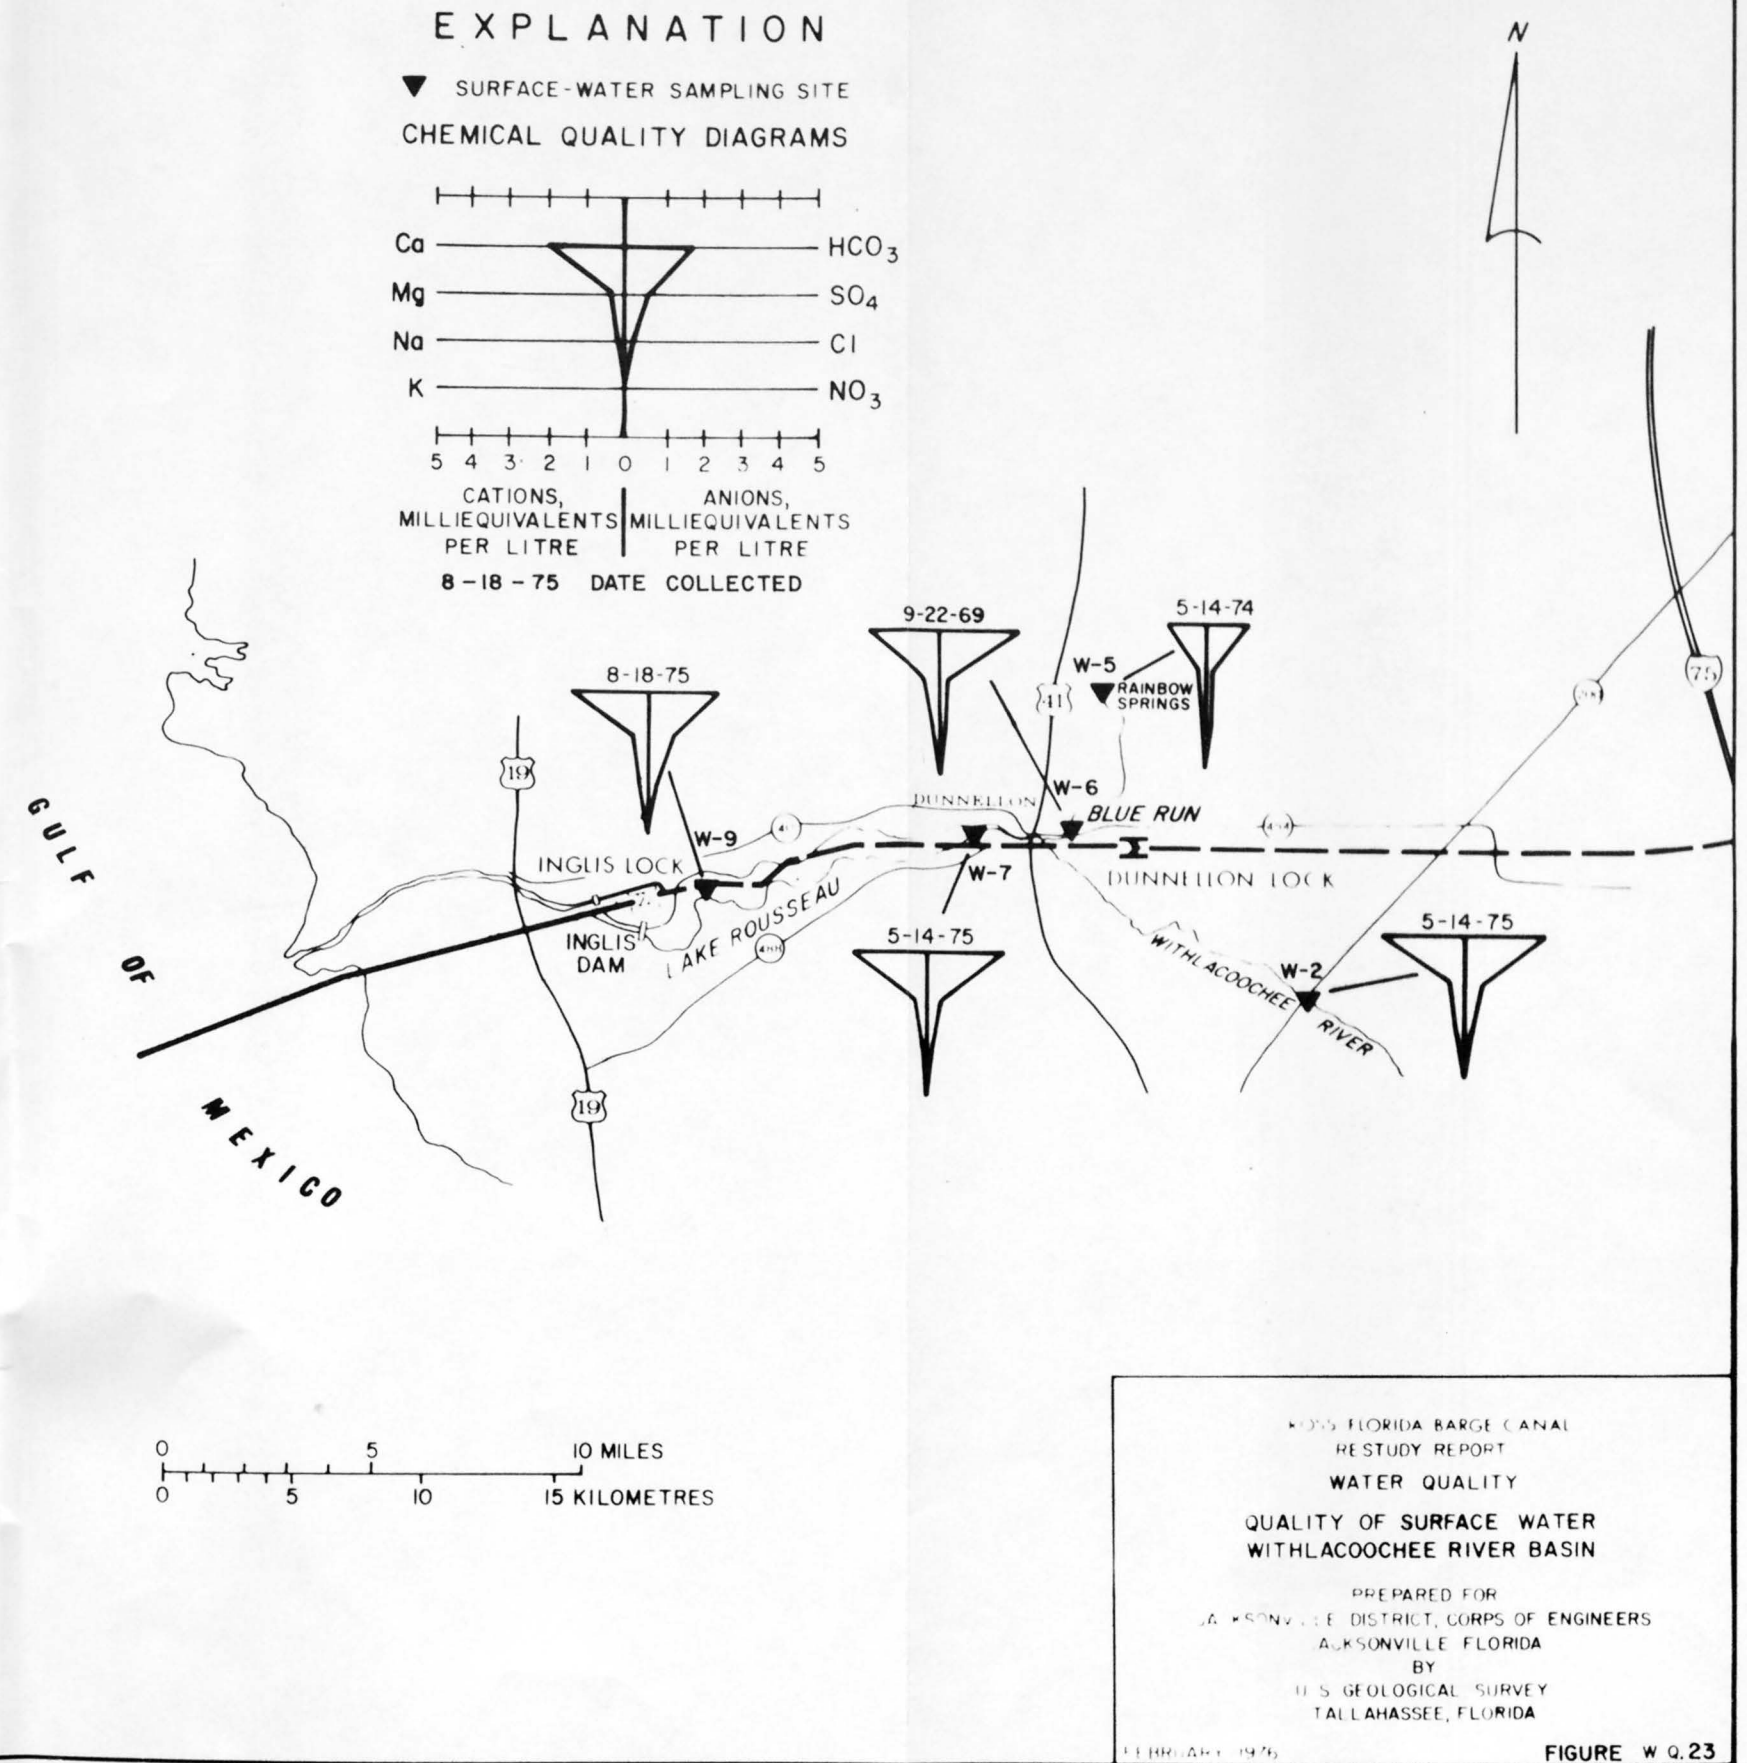 EXPLANATION
N
SURFACE-WATER SAMPLING SITE
CHEMICAL QUALITY DIAGRAMS
Ca HCO3
Mg SO4
Na Cl
K NO3
5 4 3 2 1 0 1 2 3 4 5
CATIONS, ANIONS,
MILLIEQUIVALENTS MILLIEQUIVALENTS
PER LITRE PER LITRE
8-18-75 DATE COLLECTED
9-22-69
5-14-74
8-18-75
W-5
RAINBOW
SPRINGS
41
75
19
W-6
DUNNELLON
BLUE RUN
W-9
INGLIS LOCK
W-7
DUNNELLON LOCK
INGLIS
DAM
LAKE ROUSSEAU
488
5-14-75
5-14-75
W-2
WITHLACOOCHEE
RIVER
GULF
OF
MEXICO
19
0 5 10 MILES
0 5 10 15 KILOMETRES
FLORIDA BARGE CANAL
RESTUDY REPORT
WATER QUALITY
QUALITY OF SURFACE WATER
WITHLACOOCHEE RIVER BASIN
PREPARED FOR
DISTRICT, CORPS OF ENGINEERS
JACKSONVILLE FLORIDA
BY
U S GEOLOGICAL SURVEY
TALLAHASSEE, FLORIDA
FEBRUARY 1976
FIGURE W Q.23